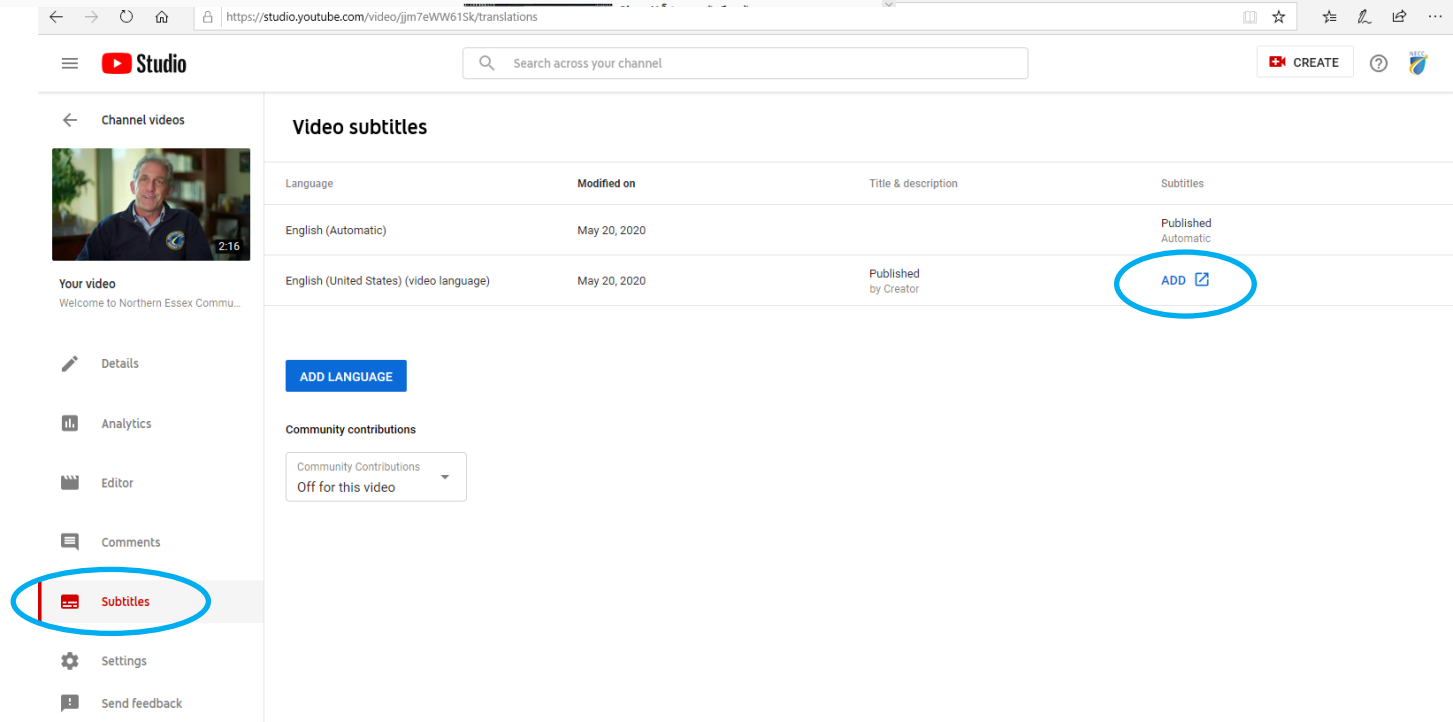 https://studio.youtube.com/video/jjm7eWW61Sk/translations
Studio
Search across your channel
CREATE
NECC
Channel videos
2:16
Your video
Welcome to Northern Essex Commu...
Details
Analytics
Editor
Comments
Subtitles
Settings
Send feedback
Video subtitles
Language Modified on Title & description Subtitles
English (Automatic) May 20, 2020 Published
Automatic
English (United States) (video language) May 20, 2020 Published ADD
by Creator
ADD LANGUAGE
Community contributions
Community Contributions
Off for this video